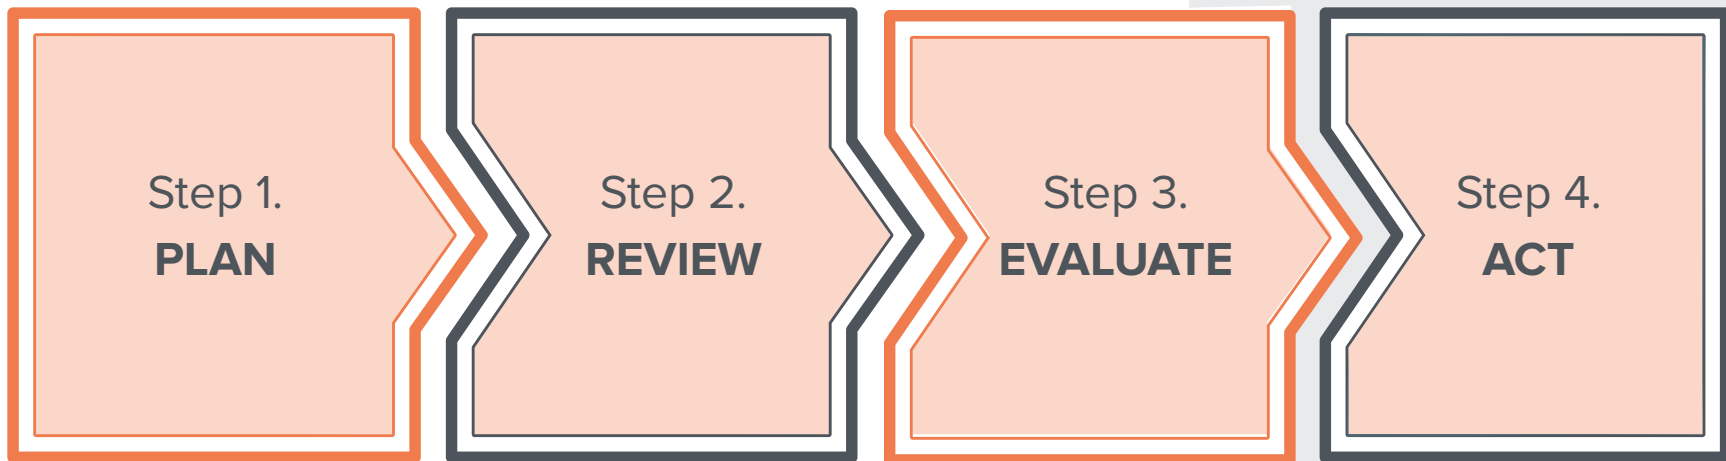 Step 1.
PLAN
Step 2.
REVIEW
Step 3.
EVALUATE
Step 4.
ACT